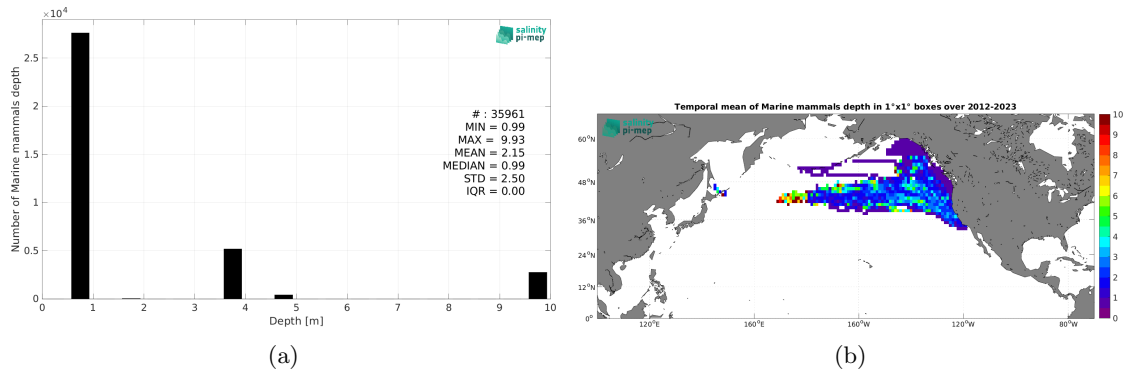 ×10⁴
salinity
pi-mep
2.5
2
1.5
1
0.5
0
Number of Marine mammals depth
# : 35961
MIN = 0.99
MAX = 9.93
MEAN = 2.15
MEDIAN = 0.99
STD = 2.50
IQR = 0.00
0 1 2 3 4 5 6 7 8 9 10
Depth [m]
(a)
Temporal mean of Marine mammals depth in 1°x1° boxes over 2012-2023
salinity
pi-mep
60°N
48°N
36°N
24°N
12°N
0°
120°E 160°E 160°W 120°W 80°W
10
9
8
7
6
5
4
3
2
1
0
(b)